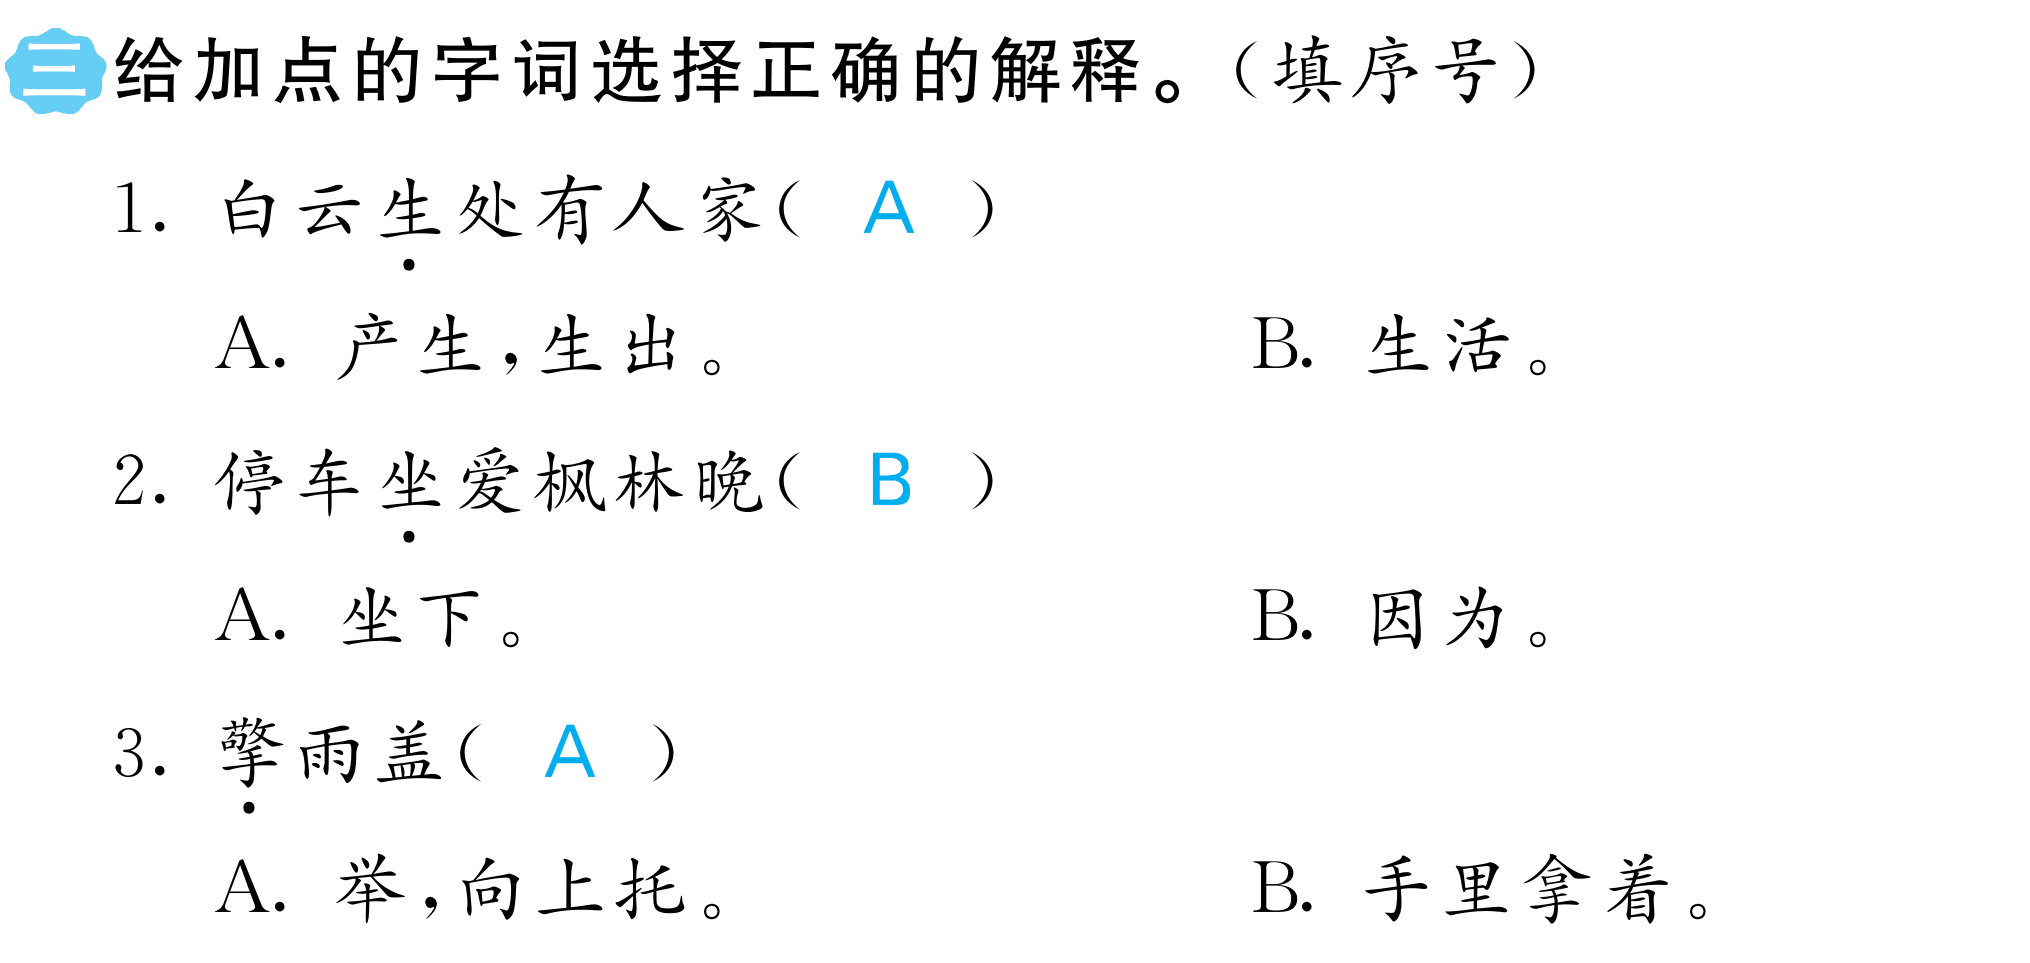 三 给加点的字词选择正确的解释。(填序号)
1. 白云生处有人家( A )
A. 产生,生出。 B. 生活。
2. 停车坐爱枫林晚( B )
A. 坐下。 B. 因为。
3. 擎雨盖( A )
A. 举,向上托。 B. 手里拿着。